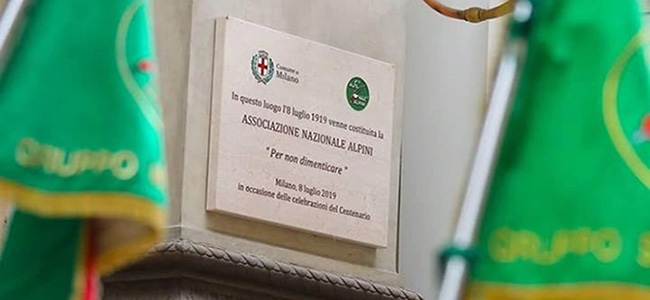 Comune di
Milano
In questo luogo l'8 luglio 1919 venne costituita la
ASSOCIAZIONE NAZIONALE ALPINI
" Per non dimenticare "
Milano, 8 luglio 2019
in occasione delle celebrazioni del Centenario
GRUPPO S
GRUPPO S